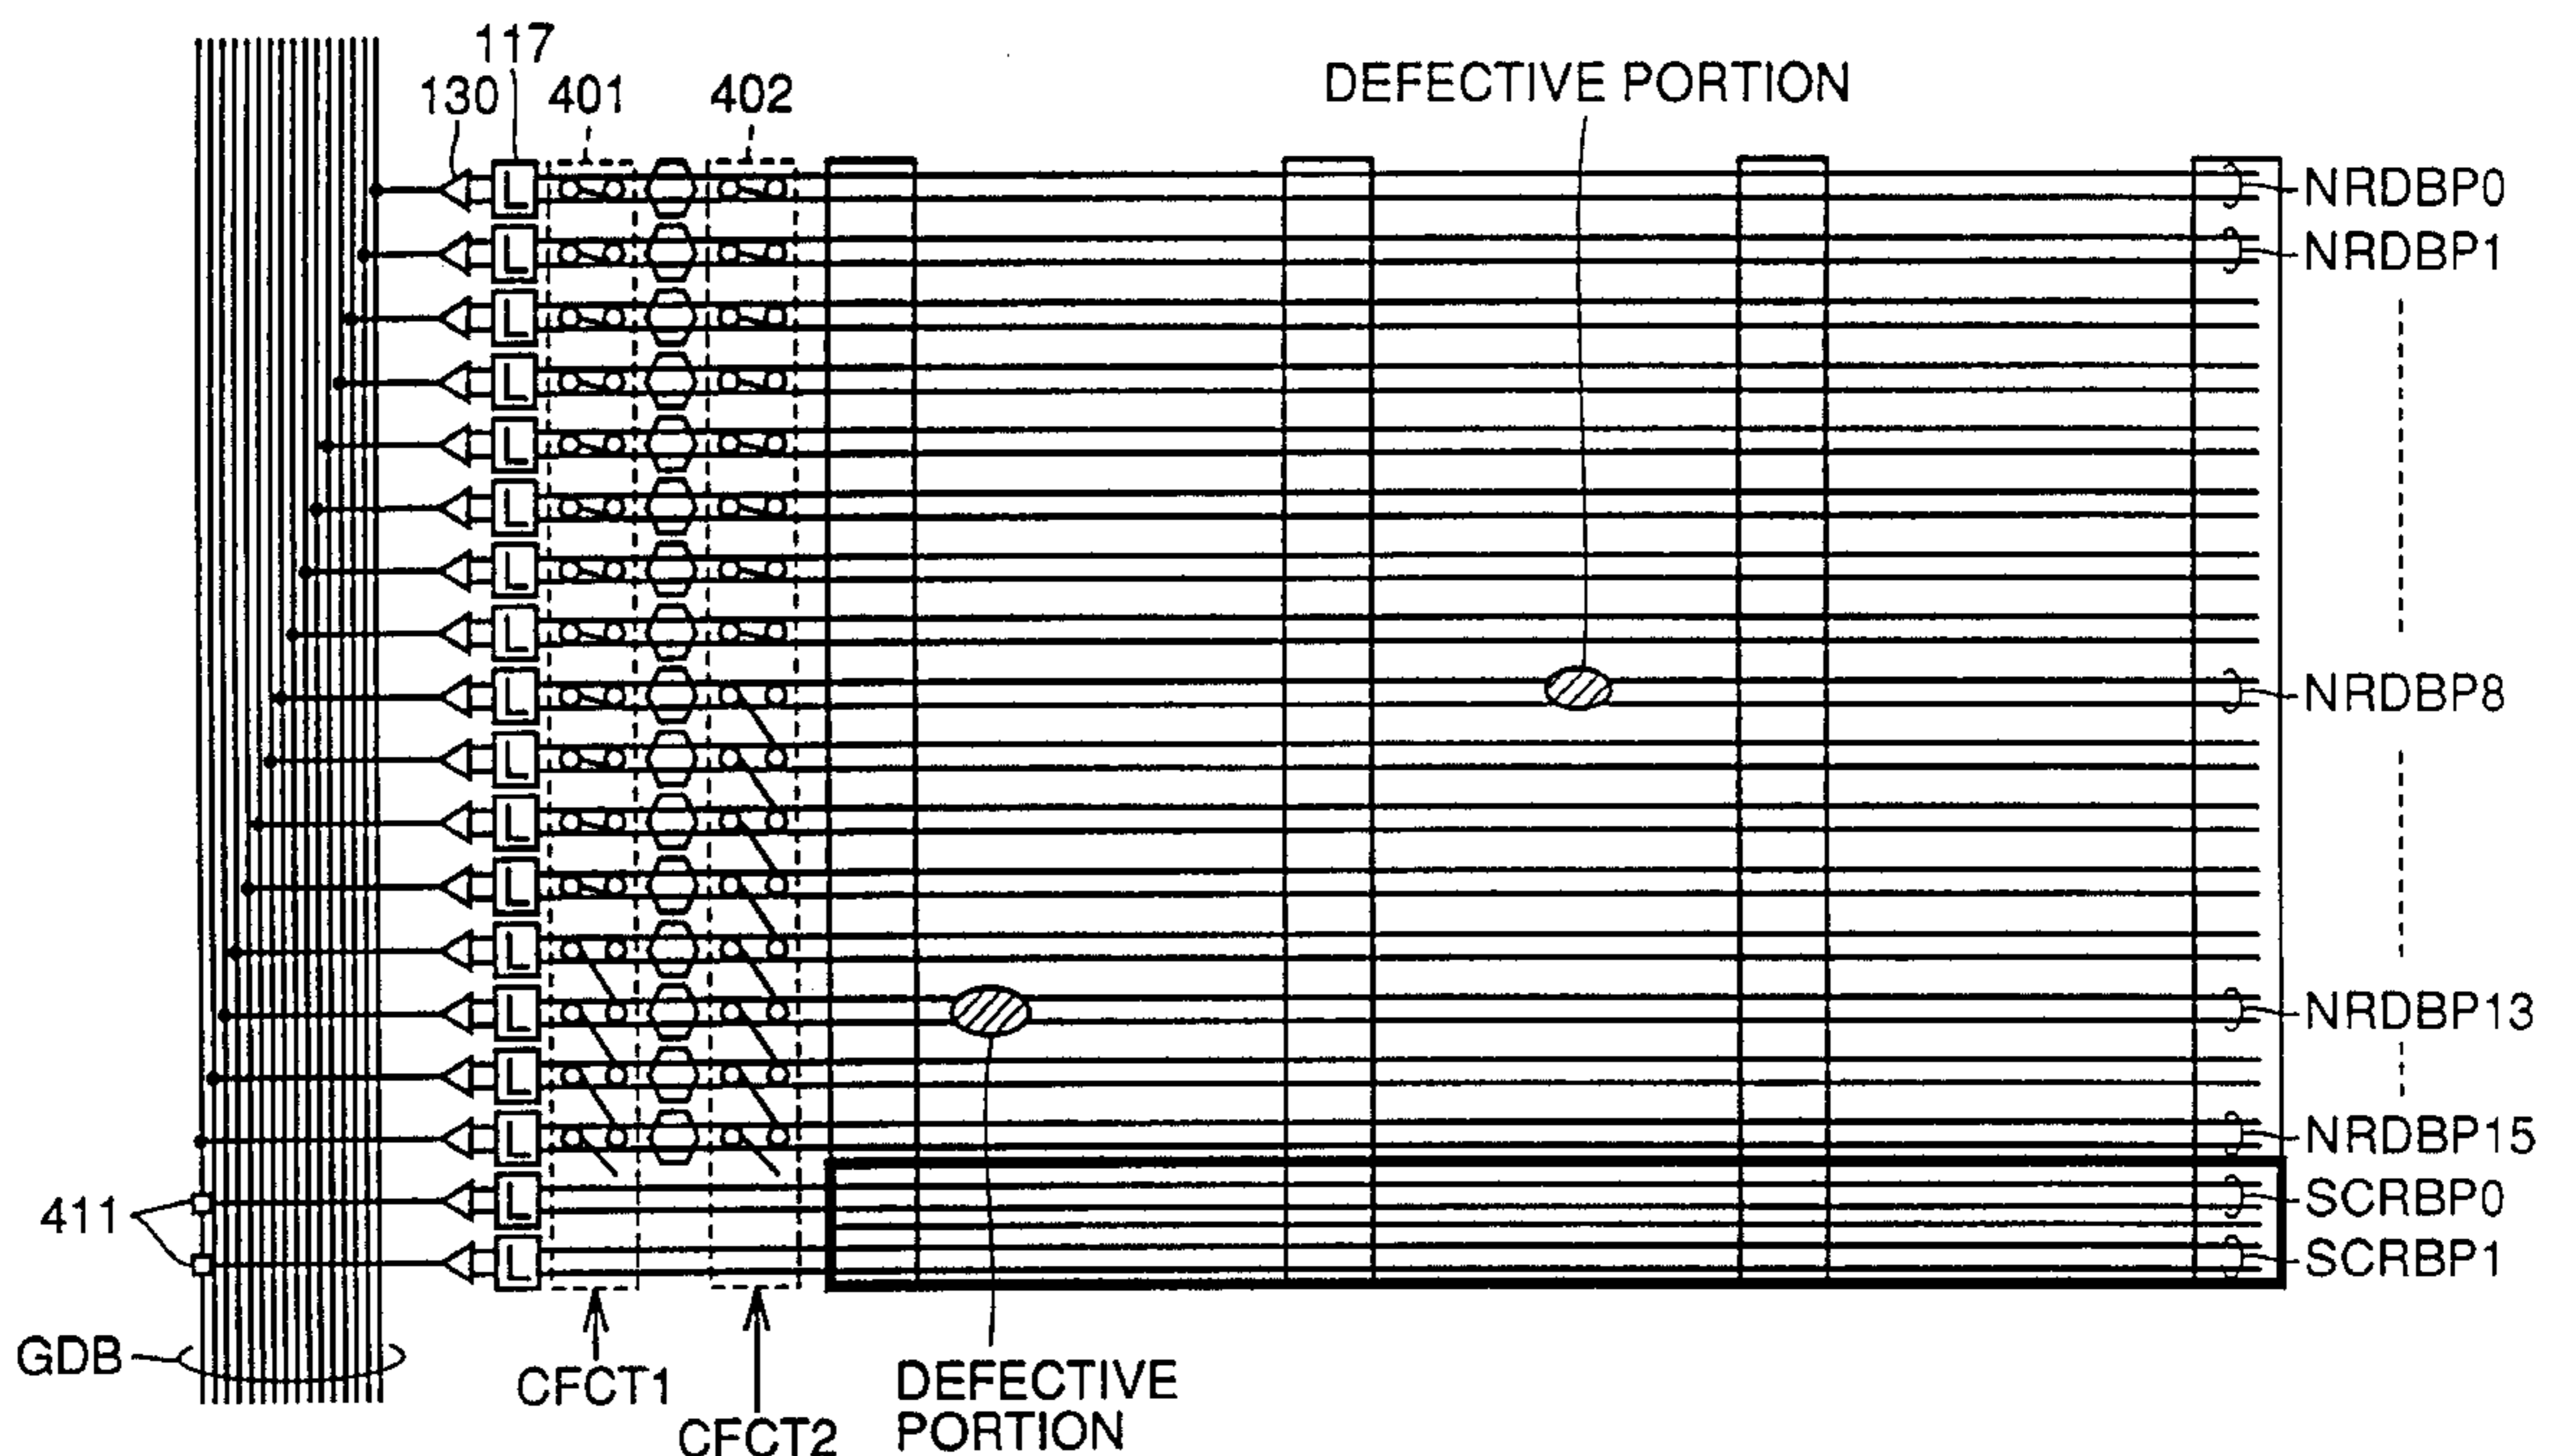 117
130 401 402
DEFECTIVE PORTION
L NRDBP0
L NRDBP1
L
L
L
L
L
L
L NRDBP8
L
L
L
L
L NRDBP13
L
L NRDBP15
411 L SCRBP0
L SCRBP1
GDB
CFCT1
CFCT2
DEFECTIVE
PORTION